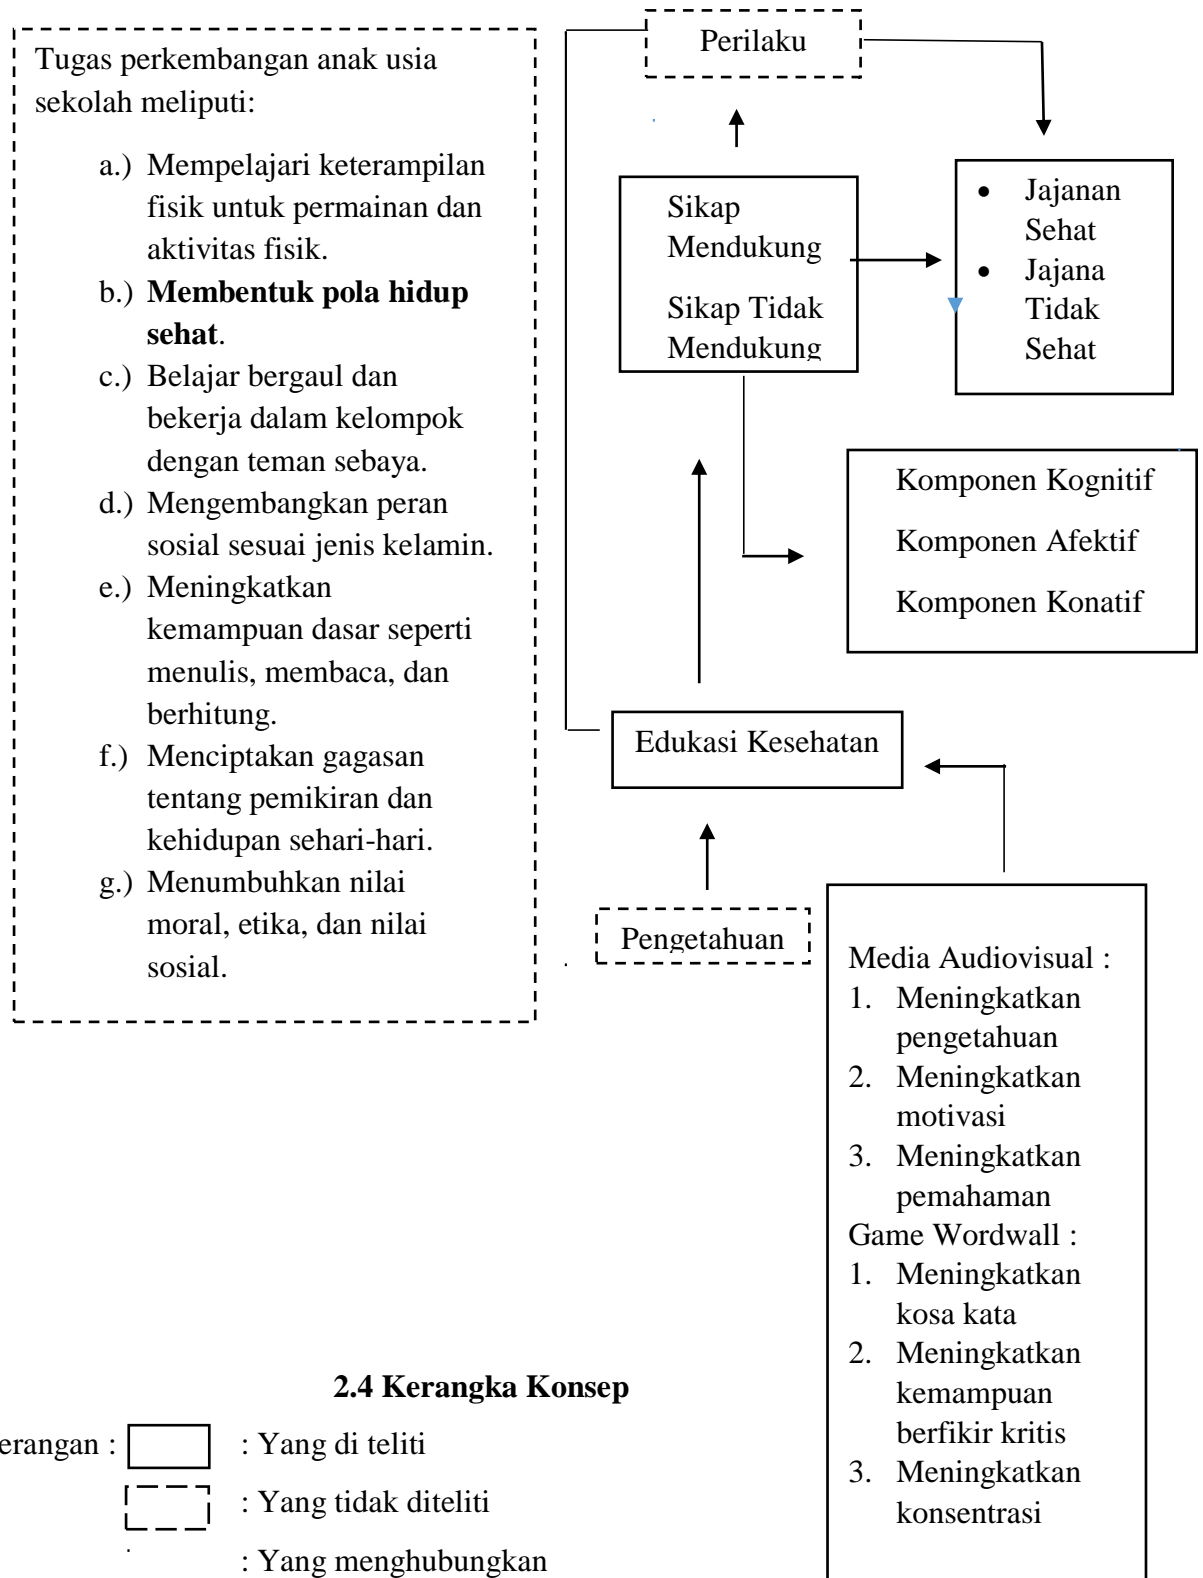 Tugas perkembangan anak usia
sekolah meliputi:
a.) Mempelajari keterampilan
fisik untuk permainan dan
aktivitas fisik.
b.) Membentuk pola hidup
sehat.
c.) Belajar bergaul dan
bekerja dalam kelompok
dengan teman sebaya.
d.) Mengembangkan peran
sosial sesuai jenis kelamin.
e.) Meningkatkan
kemampuan dasar seperti
menulis, membaca, dan
berhitung.
f.) Menciptakan gagasan
tentang pemikiran dan
kehidupan sehari-hari.
g.) Menumbuhkan nilai
moral, etika, dan nilai
sosial.
Perilaku
Sikap
Mendukung
Sikap Tidak
Mendukung
• Jajanan
Sehat
• Jajana
Tidak
Sehat
Komponen Kognitif
Komponen Afektif
Komponen Konatif
Edukasi Kesehatan
Pengetahuan
Media Audiovisual :
1. Meningkatkan
pengetahuan
2. Meningkatkan
motivasi
3. Meningkatkan
pemahaman
Game Wordwall :
1. Meningkatkan
kosa kata
2. Meningkatkan
kemampuan
berfikir kritis
3. Meningkatkan
konsentrasi
2.4 Kerangka Konsep
erangan :
: Yang di teliti
: Yang tidak diteliti
: Yang menghubungkan